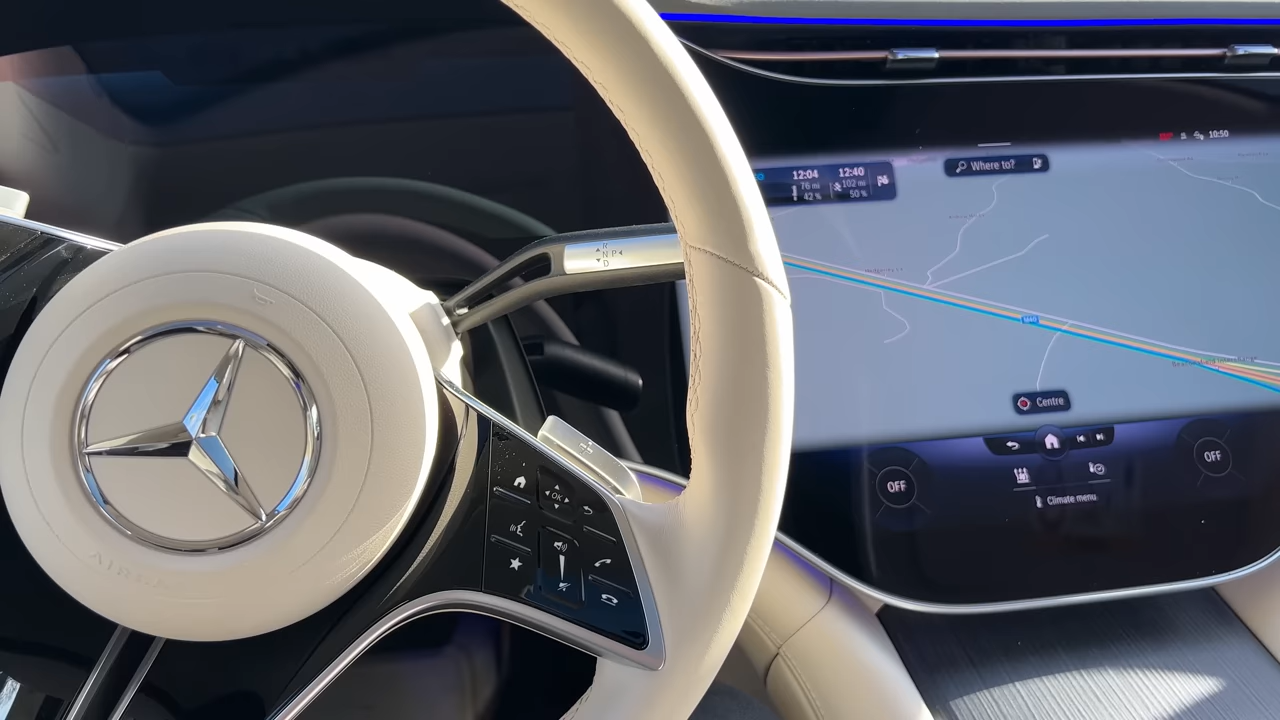 10:50
Where to?
12:04
12:40
76 mi
102 mi
42 %
50 %
R
N P
D
Centre
OFF
OFF
Climate menu
OK
AIRBAG